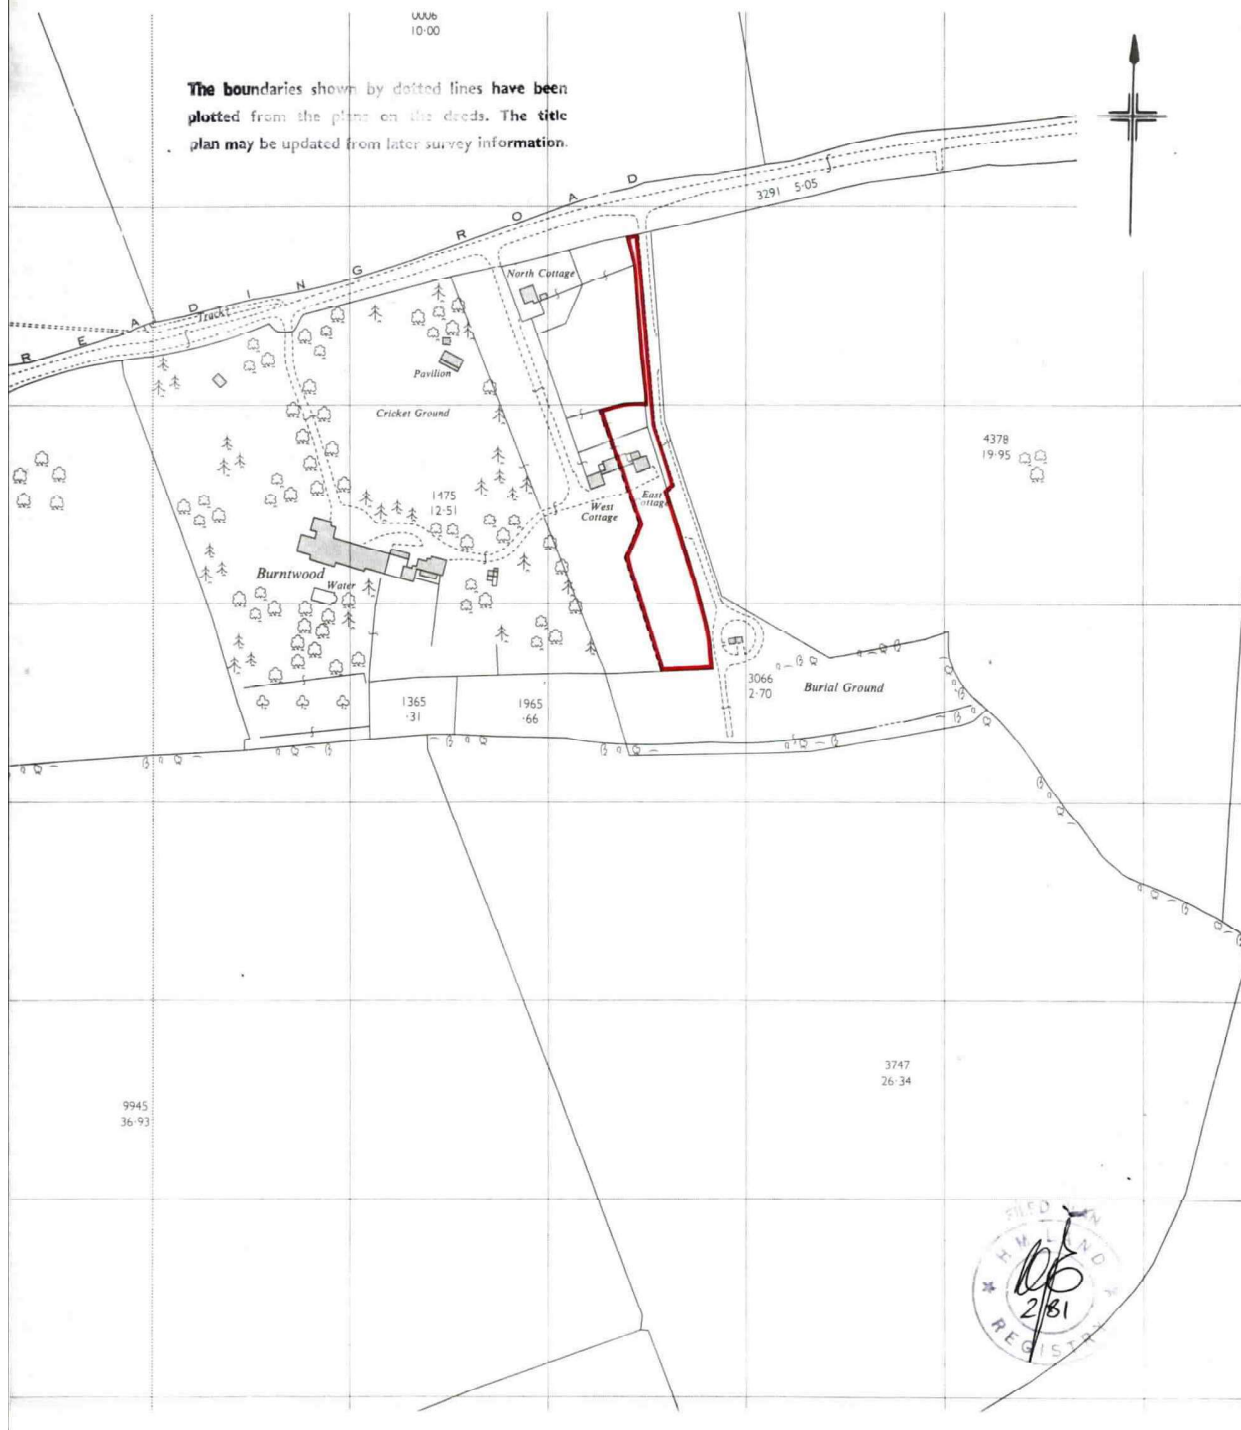 0006
10·00
The boundaries shown by dotted lines have been
plotted from the plans on the deeds. The title
plan may be updated from later survey information.
READING ROAD
3291 5·05
North Cottage
Track
Pavilion
Cricket Ground
4378
19·95
1475
12·51
East
Cottage
West
Cottage
Burntwood
Water
3066
2·70
Burial Ground
1365
·31
1965
·66
3747
26·34
9945
36·93
FILED PLAN
H.M. LAND
REGISTRY
2/81